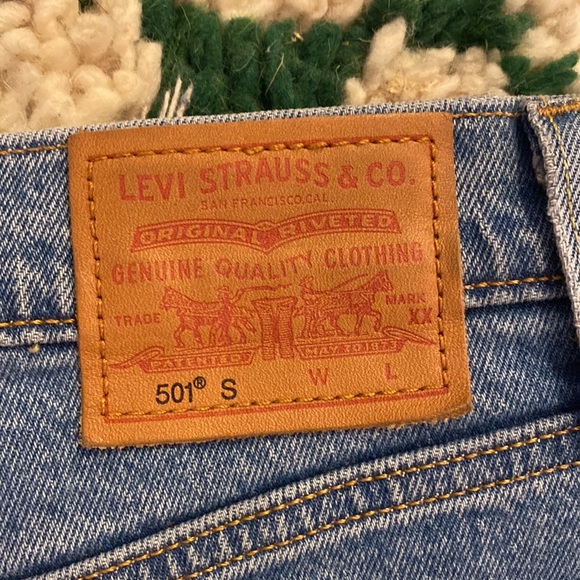 LEVI STRAUSS & CO.
SAN FRANCISCO, CAL.
ORIGINAL RIVETED
GENUINE QUALITY CLOTHING
TRADE MARK
XX
PATENTED MAY 20 1873
501® S W L